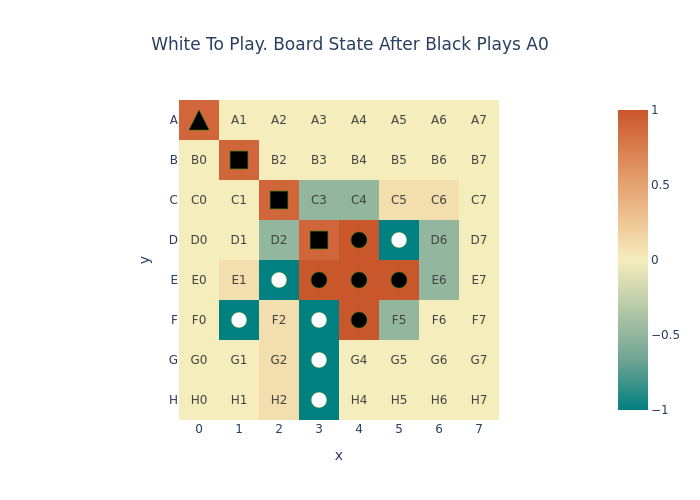 White To Play. Board State After Black Plays A0
A A1 A2 A3 A4 A5 A6 A7 1
B B0 B2 B3 B4 B5 B6 B7
C C0 C1 C3 C4 C5 C6 C7 0.5
D D0 D1 D2 D6 D7
y 0
E E0 E1 E6 E7
F F0 F2 F5 F6 F7 −0.5
G G0 G1 G2 G4 G5 G6 G7
H H0 H1 H2 H4 H5 H6 H7 −1
0 1 2 3 4 5 6 7
x